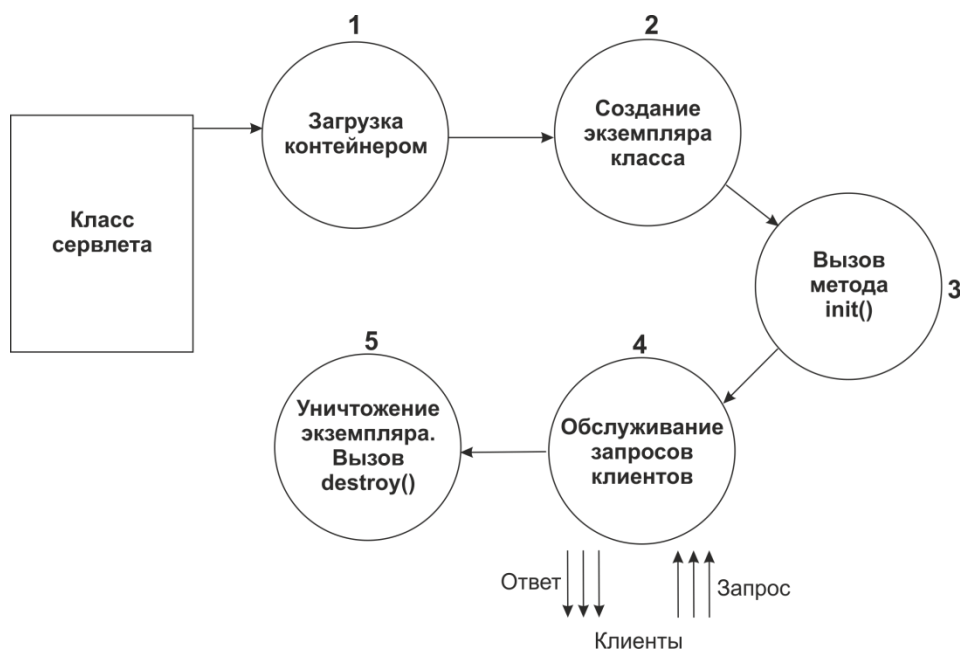 1
2
Загрузка
контейнером
Создание
экземпляра
класса
Класс
сервлета
Вызов
метода
init()
3
5
4
Уничтожение
экземпляра.
Вызов
destroy()
Обслуживание
запросов
клиентов
Ответ
Запрос
Клиенты